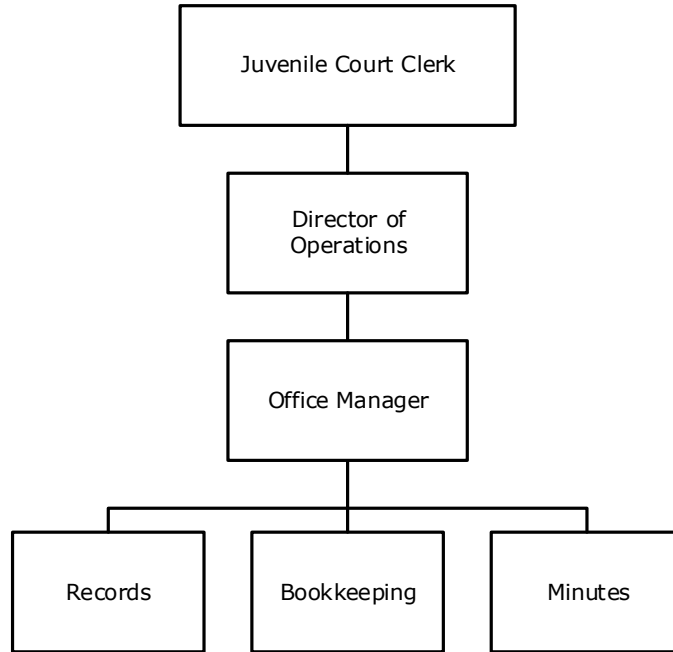 Juvenile Court Clerk
Director of
Operations
Office Manager
Records
Bookkeeping
Minutes